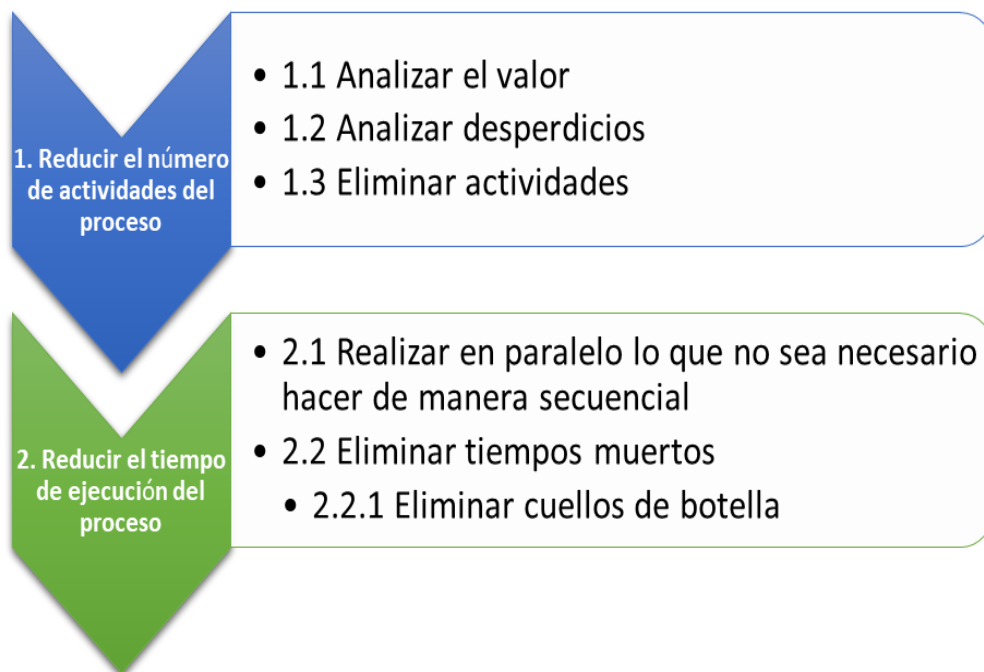 1. Reducir el número
de actividades del
proceso
• 1.1 Analizar el valor
• 1.2 Analizar desperdicios
• 1.3 Eliminar actividades
2. Reducir el tiempo
de ejecución del
proceso
• 2.1 Realizar en paralelo lo que no sea necesario
hacer de manera secuencial
• 2.2 Eliminar tiempos muertos
• 2.2.1 Eliminar cuellos de botella